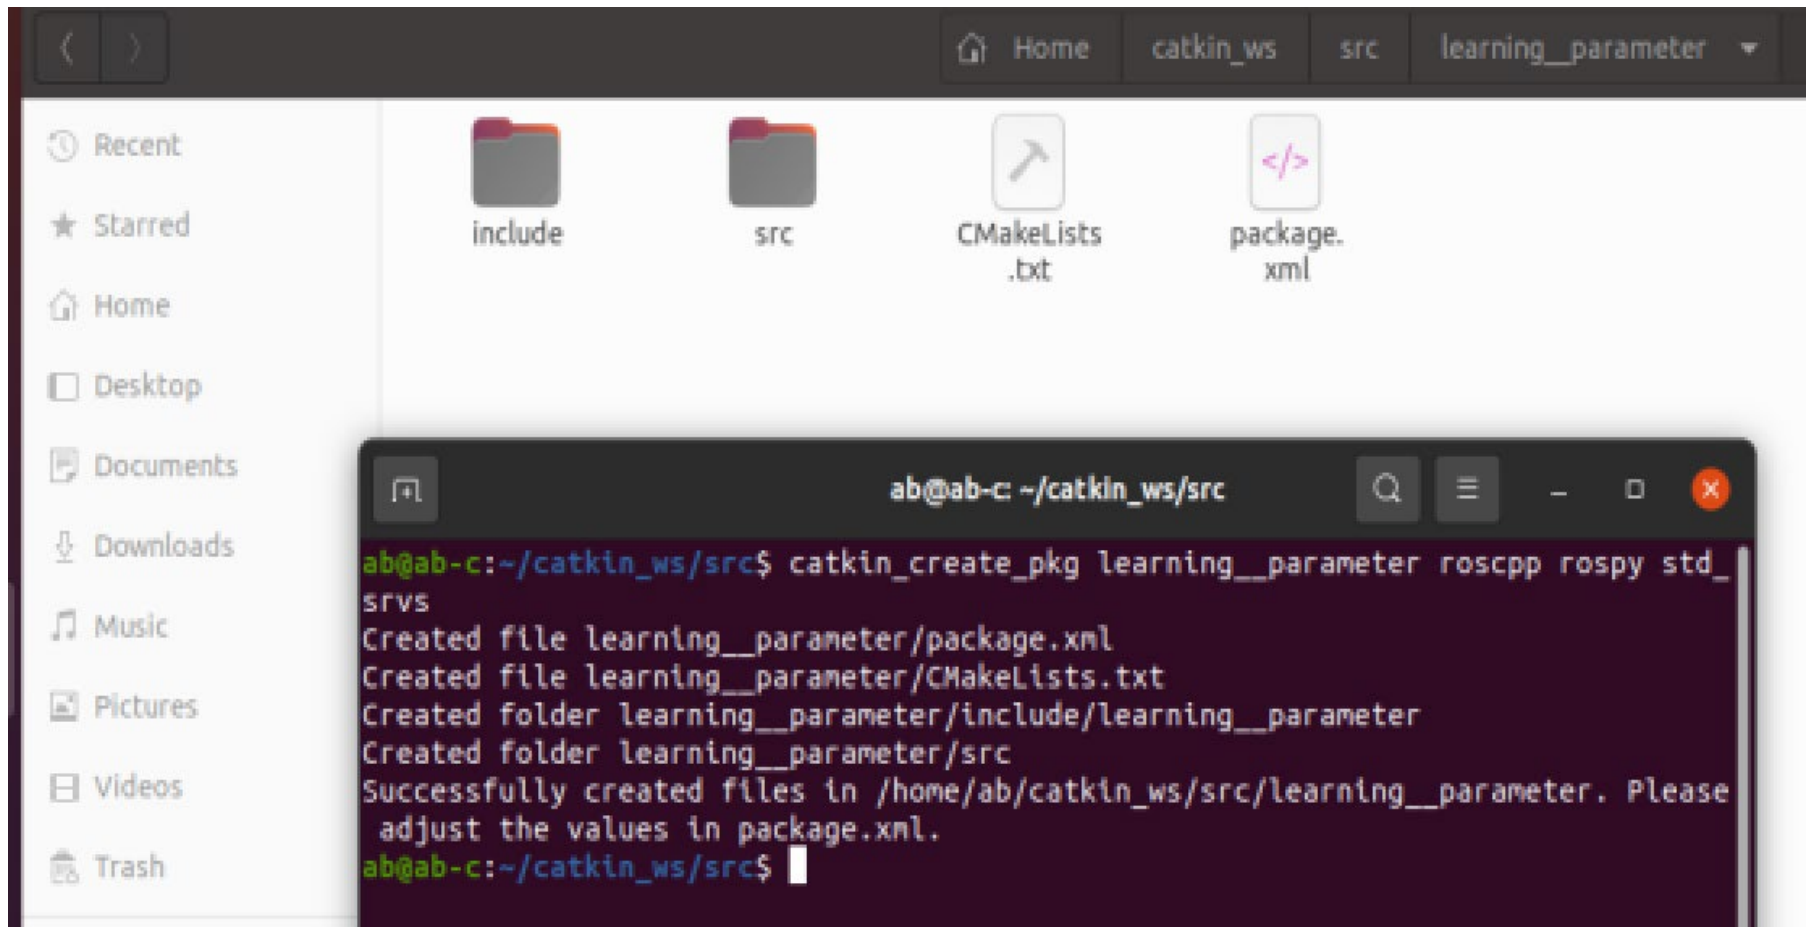 Home catkin_ws src learning__parameter
Recent
Starred
Home
Desktop
Documents
Downloads
Music
Pictures
Videos
Trash
include
src
CMakeLists
.txt
package.
xml
</>
ab@ab-c: ~/catkin_ws/src
ab@ab-c:~/catkin_ws/src$ catkin_create_pkg learning__parameter roscpp rospy std_
srvs
Created file learning__parameter/package.xml
Created file learning__parameter/CMakeLists.txt
Created folder learning__parameter/include/learning__parameter
Created folder learning__parameter/src
Successfully created files in /home/ab/catkin_ws/src/learning__parameter. Please
 adjust the values in package.xml.
ab@ab-c:~/catkin_ws/src$